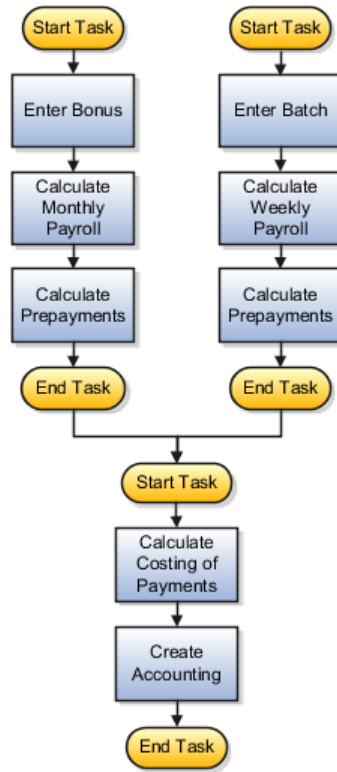 Start Task
Enter Bonus
Calculate
Monthly
Payroll
Calculate
Prepayments
End Task
Start Task
Enter Batch
Calculate
Weekly
Payroll
Calculate
Prepayments
End Task
Start Task
Calculate
Costing of
Payments
Create
Accounting
End Task